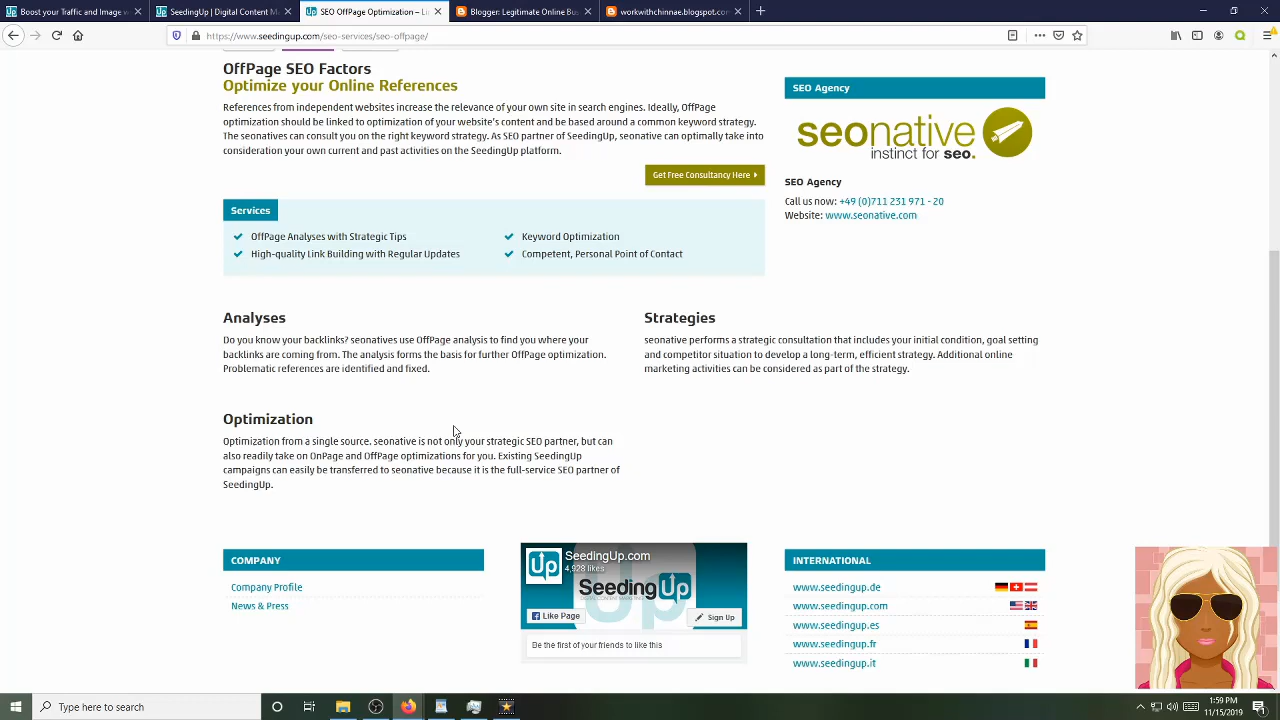 Boost your Traffic and Image w
SeedingUp | Digital Content Ma
SEO OffPage Optimization – Li
Blogger: Legitimate Online Bus
workwithchinnae.blogspot.com
https://www.seedingup.com/seo-services/seo-offpage/
OffPage SEO Factors
Optimize your Online References
References from independent websites increase the relevance of your own site in search engines. Ideally, OffPage
optimization should be linked to optimization of your website's content and be based around a common keyword strategy.
The seonatives can consult you on the right keyword strategy. As SEO partner of SeedingUp, seonative can optimally take into
consideration your own current and past activities on the SeedingUp platform.
Get Free Consultancy Here
Services
OffPage Analyses with Strategic Tips
Keyword Optimization
High-quality Link Building with Regular Updates
Competent, Personal Point of Contact
SEO Agency
seonative
instinct for seo.
SEO Agency
Call us now: +49 (0)711 231 971 - 20
Website: www.seonative.com
Analyses
Do you know your backlinks? seonatives use OffPage analysis to find you where your
backlinks are coming from. The analysis forms the basis for further OffPage optimization.
Problematic references are identified and fixed.
Strategies
seonative performs a strategic consultation that includes your initial condition, goal setting
and competitor situation to develop a long-term, efficient strategy. Additional online
marketing activities can be considered as part of the strategy.
Optimization
Optimization from a single source. seonative is not only your strategic SEO partner, but can
also readily take on OnPage and OffPage optimizations for you. Existing SeedingUp
campaigns can easily be transferred to seonative because it is the full-service SEO partner of
SeedingUp.
COMPANY
Company Profile
News & Press
Up
SeedingUp.com
4,928 likes
SeedingUp
Like Page
Sign Up
Be the first of your friends to like this
INTERNATIONAL
www.seedingup.de
www.seedingup.com
www.seedingup.es
www.seedingup.fr
www.seedingup.it
Type here to search
1:59 PM
11/15/2019